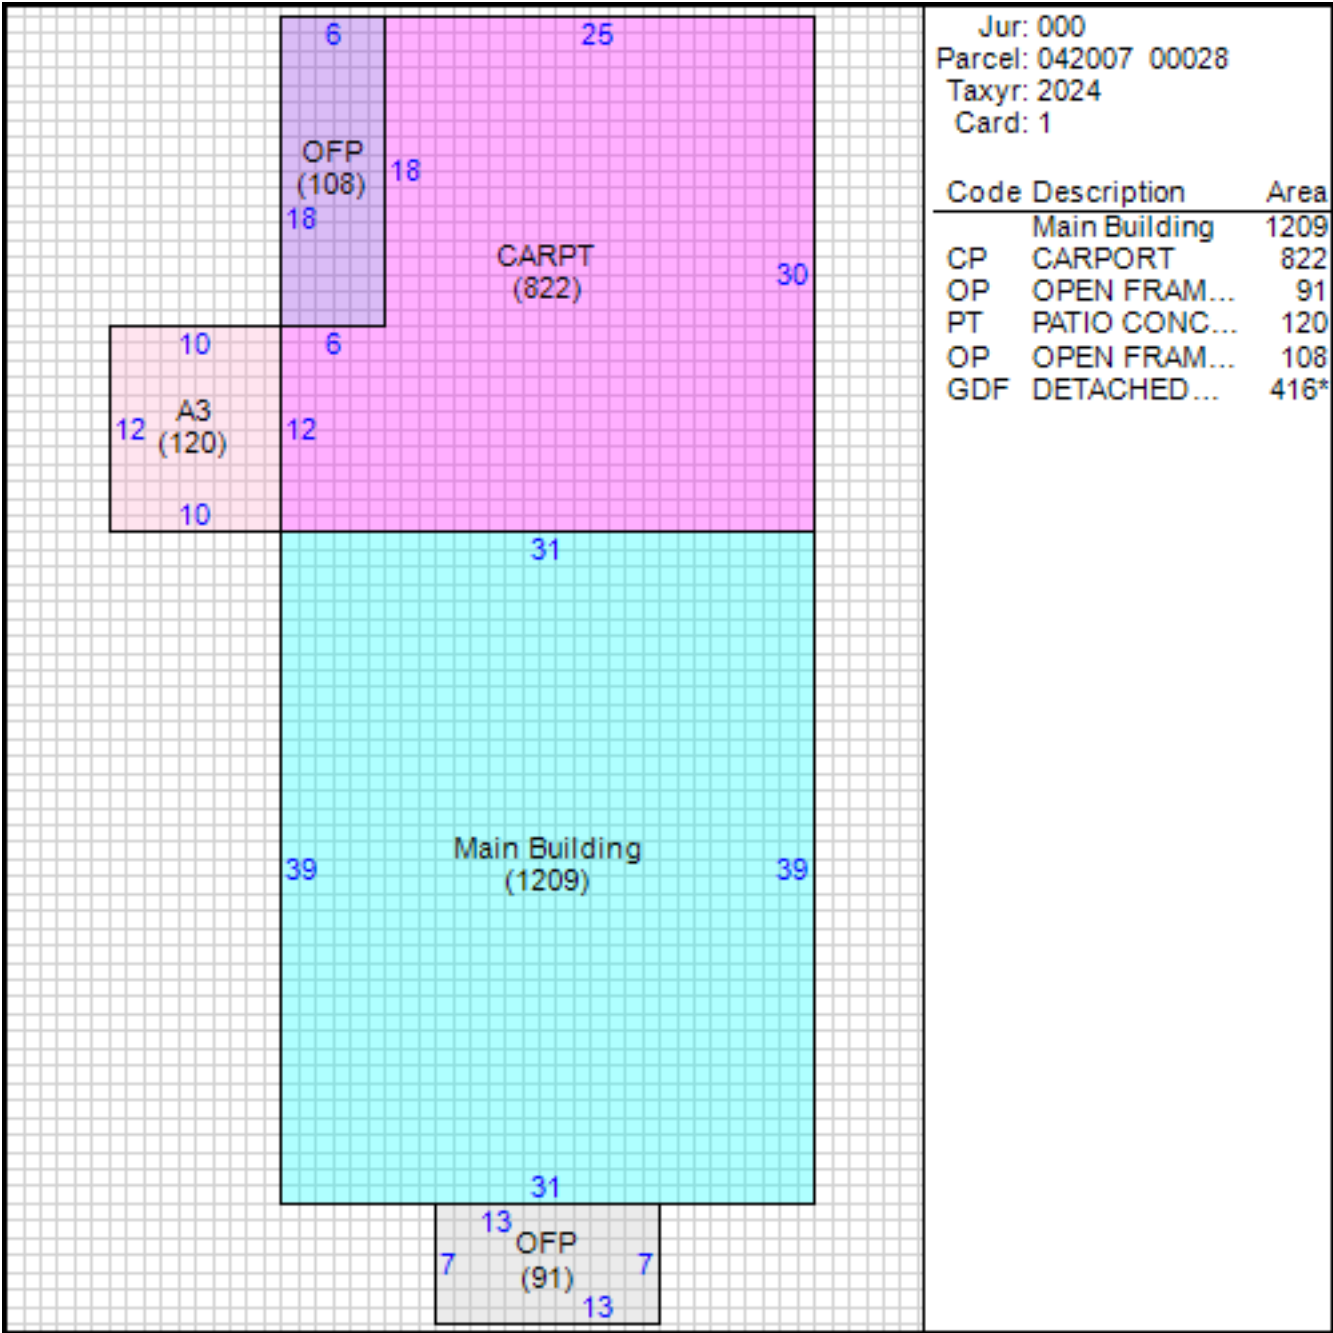 6
25
OFP
(108)
18
18
CARPT
(822)
30
10
6
A3
(120)
12
12
10
31
Main Building
(1209)
39
39
31
13
OFP
(91)
7
7
13
Jur: 000
Parcel: 042007 00028
Taxyr: 2024
Card: 1
Code Description Area
Main Building 1209
CP CARPORT 822
OP OPEN FRAM... 91
PT PATIO CONC... 120
OP OPEN FRAM... 108
GDF DETACHED... 416*